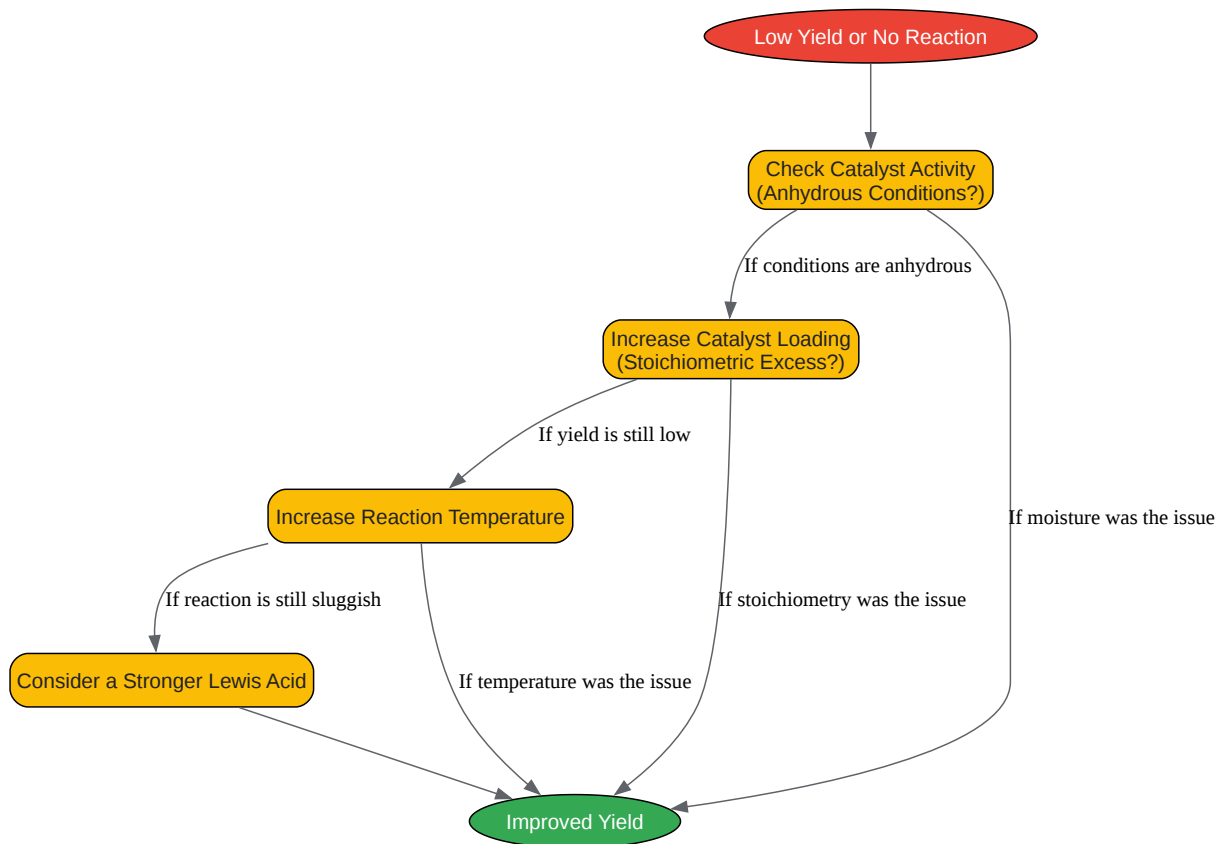 Low Yield or No Reaction
Check Catalyst Activity
(Anhydrous Conditions?)
If conditions are anhydrous
Increase Catalyst Loading
(Stoichiometric Excess?)
If yield is still low
Increase Reaction Temperature
If moisture was the issue
If reaction is still sluggish
If stoichiometry was the issue
Consider a Stronger Lewis Acid
If temperature was the issue
Improved Yield